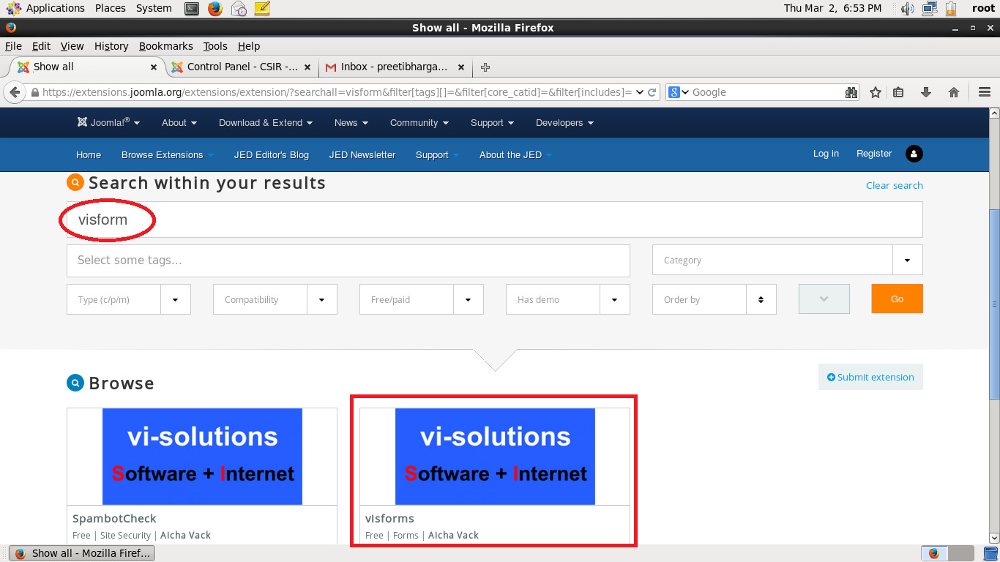 Applications Places System Thu Mar 2, 6:53 PM root
Show all - Mozilla Firefox
File Edit View History Bookmarks Tools Help
Show all Control Panel - CSIR -... Inbox - preetibharga...
https://extensions.joomla.org/extensions/extension/?searchall=visform&filter[tags][]=&filter[core_catid]=&filter[includes]= Google
Joomla!® About Download & Extend News Community Support Developers
Home Browse Extensions JED Editor's Blog JED Newsletter Support About the JED Log in Register
Search within your results Clear search
visform
Select some tags... Category
Type (c/p/m) Compatibility Free/paid Has demo Order by Go
Browse Submit extension
vi-solutions vi-solutions
Software + Internet Software + Internet
SpambotCheck vIsforms
Free | Site Security | Aicha Vack Free | Forms | Aicha Vack
Show all - Mozilla Firef...